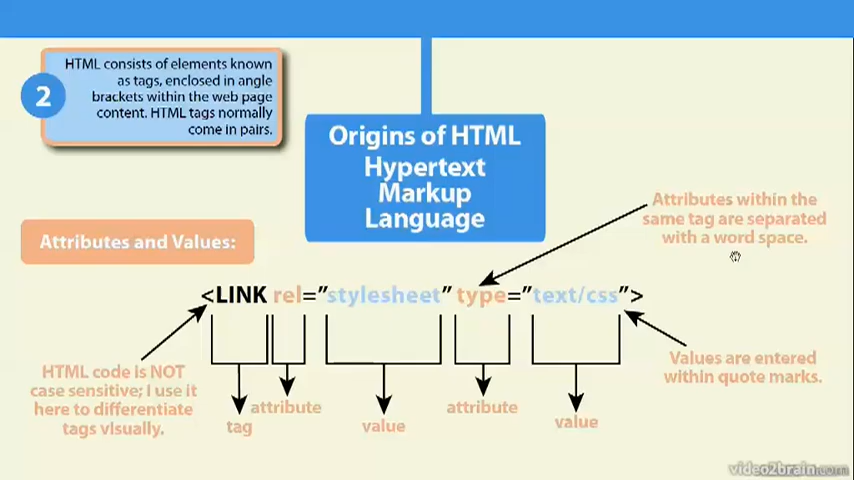 2
HTML consists of elements known
as tags, enclosed in angle
brackets within the web page
content. HTML tags normally
come in pairs.
Origins of HTML
Hypertext
Markup
Language
Attributes within the
same tag are separated
with a word space.
Attributes and Values:
<LINK rel="stylesheet" type="text/css">
HTML code is NOT
case sensitive; I use it
here to differentiate
tags visually.
tag
attribute
value
attribute
value
Values are entered
within quote marks.
video2brain.com